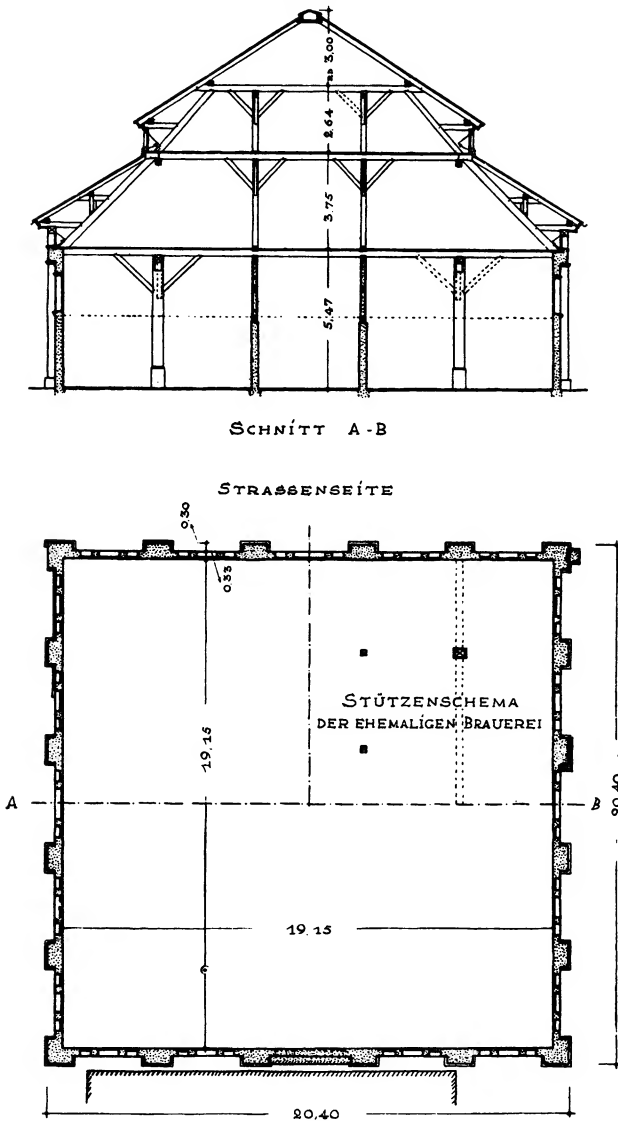 ca 3,00
2,64
3,75
5,47
SCHNITT A-B
STRASSENSEITE
0,30
0,33
STÜTZENSCHEMA
DER EHEMALIGEN BRAUEREI
19,15
A
B
20,40
19,15
20,40